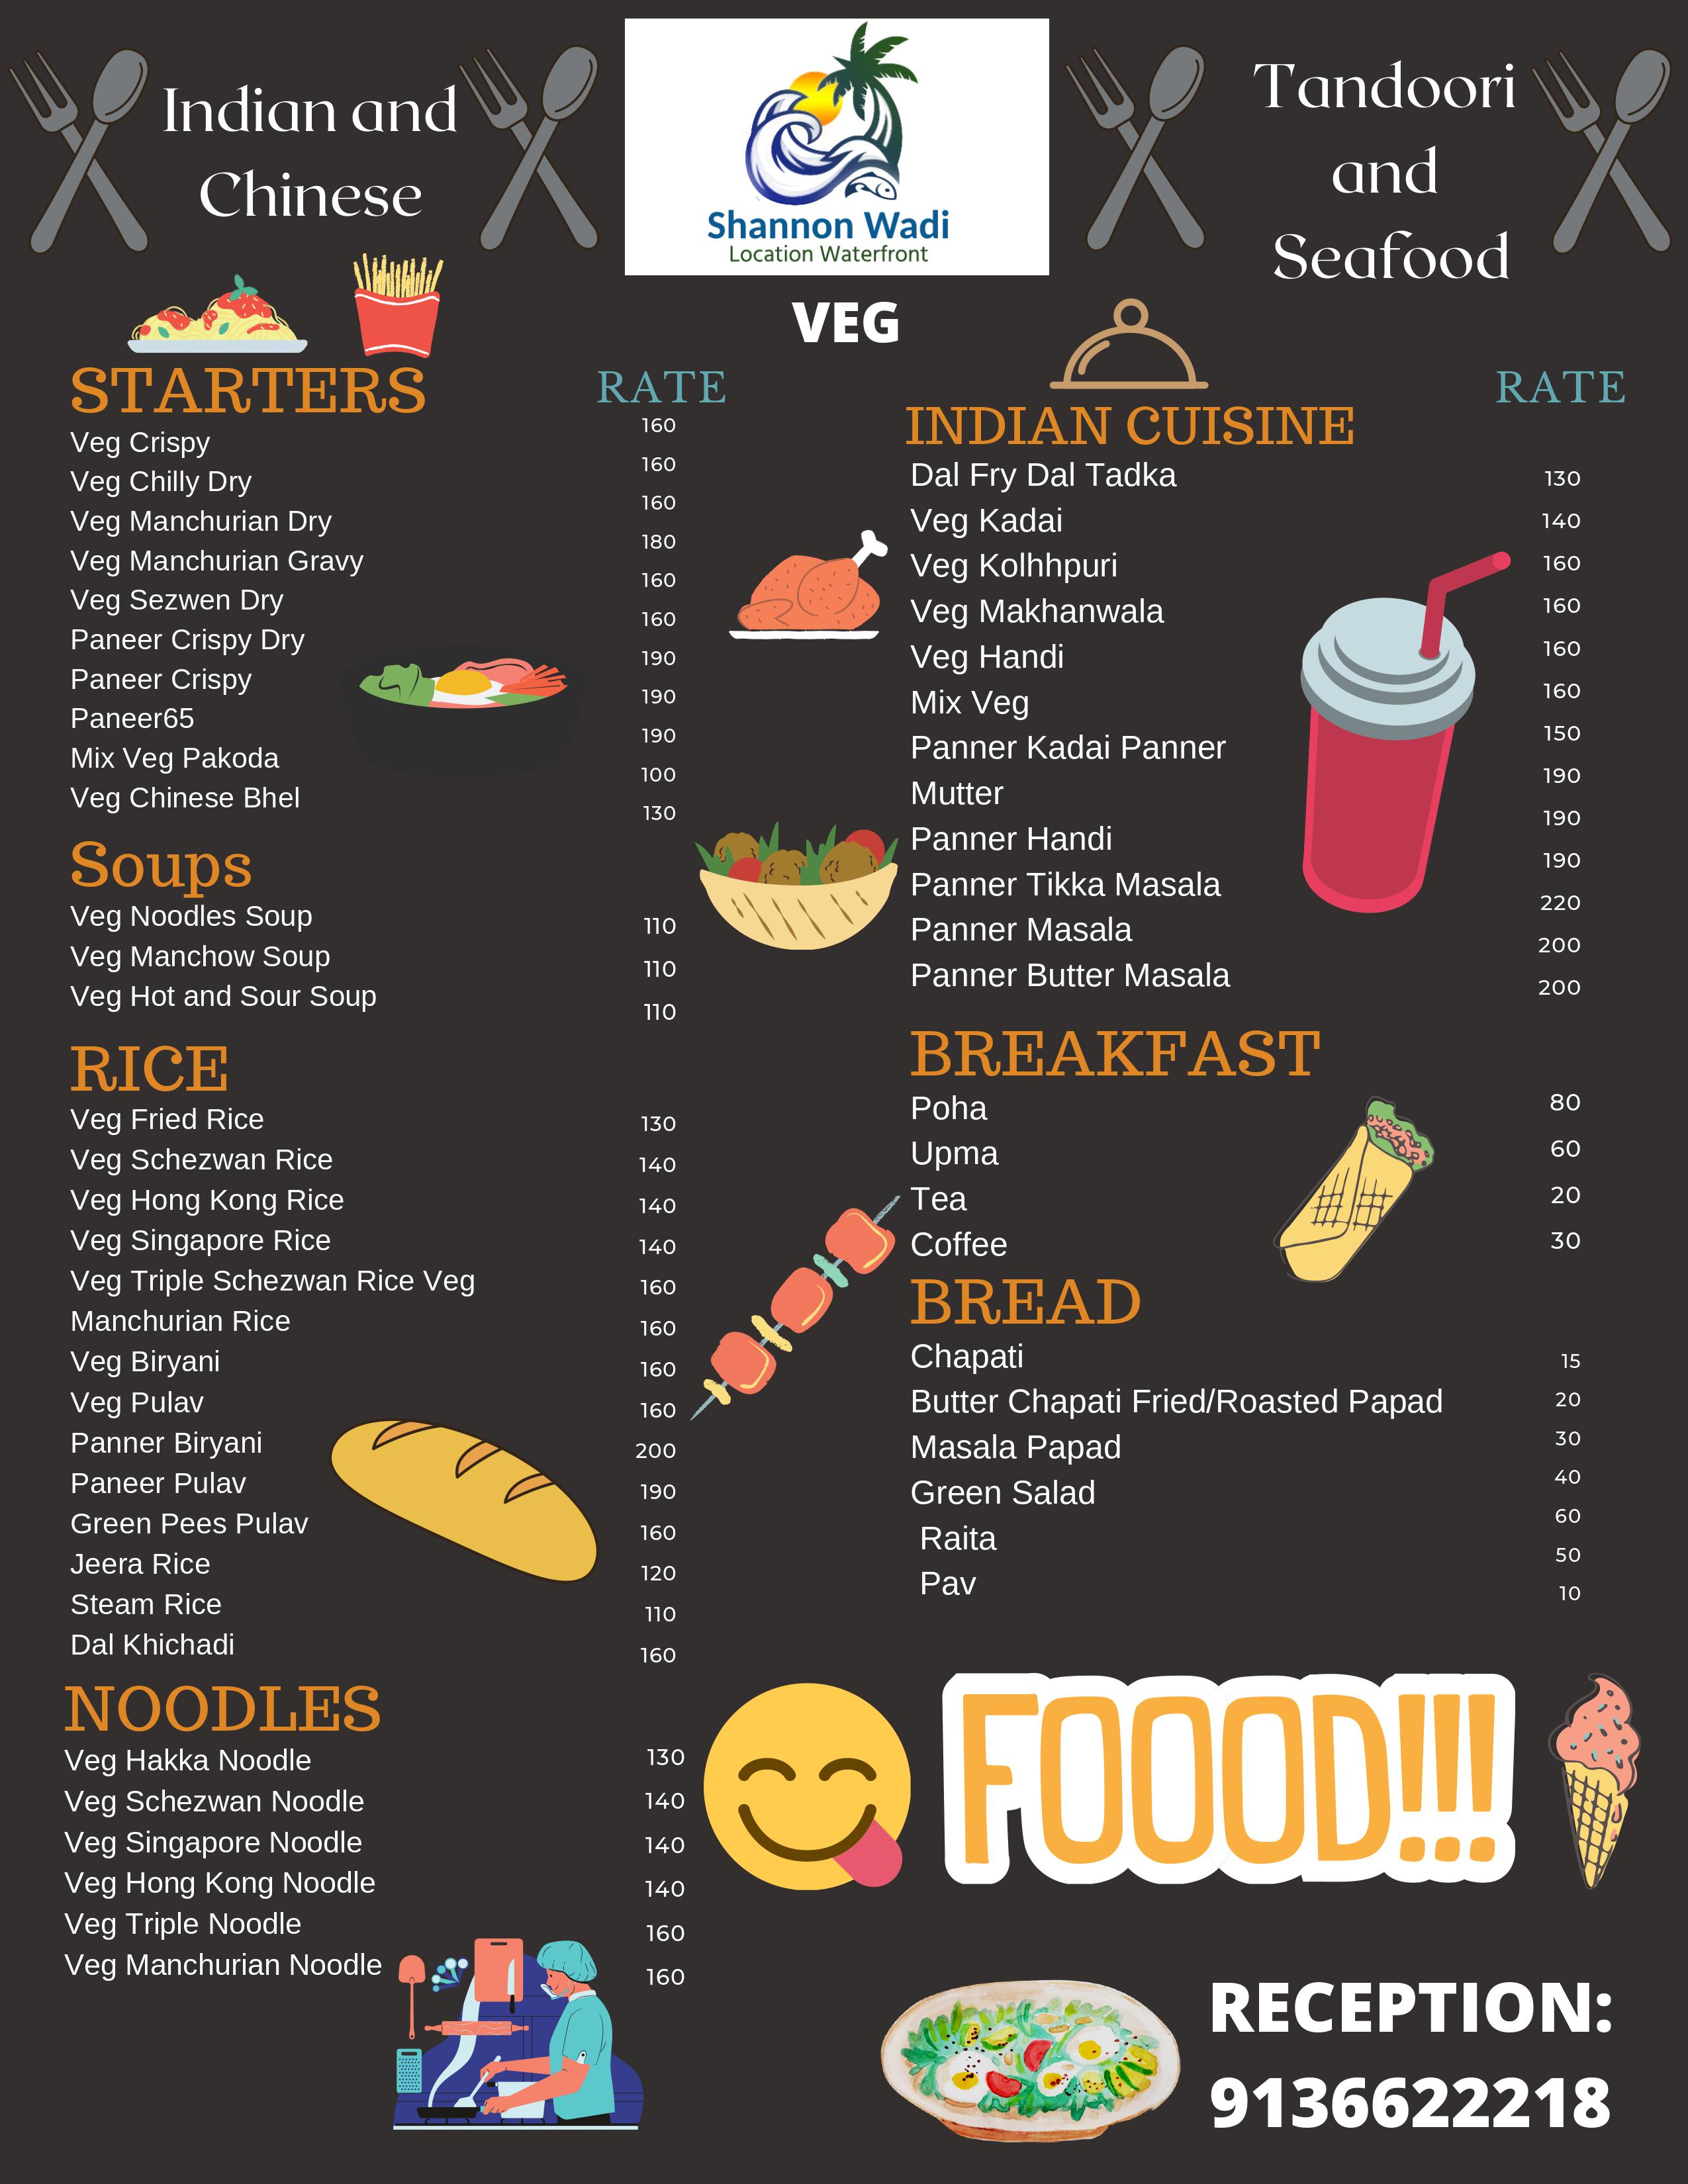 Indian and
Chinese
Shannon Wadi
Location Waterfront
Tandoori
and
Seafood
VEG
STARTERS
RATE
Veg Crispy
Veg Chilly Dry
Veg Manchurian Dry
Veg Manchurian Gravy
Veg Sezwen Dry
Paneer Crispy Dry
Paneer Crispy
Paneer65
Mix Veg Pakoda
Veg Chinese Bhel
160
160
160
180
160
160
190
190
190
100
130
Soups
Veg Noodles Soup
Veg Manchow Soup
Veg Hot and Sour Soup
110
110
110
RICE
Veg Fried Rice
Veg Schezwan Rice
Veg Hong Kong Rice
Veg Singapore Rice
Veg Triple Schezwan Rice Veg
Manchurian Rice
Veg Biryani
Veg Pulav
Panner Biryani
Paneer Pulav
Green Pees Pulav
Jeera Rice
Steam Rice
Dal Khichadi
130
140
140
140
160
160
160
160
200
190
160
120
110
160
NOODLES
Veg Hakka Noodle
Veg Schezwan Noodle
Veg Singapore Noodle
Veg Hong Kong Noodle
Veg Triple Noodle
Veg Manchurian Noodle
130
140
140
140
160
160
RATE
INDIAN CUISINE
Dal Fry Dal Tadka
Veg Kadai
Veg Kolhhpuri
Veg Makhanwala
Veg Handi
Mix Veg
Panner Kadai Panner
Mutter
Panner Handi
Panner Tikka Masala
Panner Masala
Panner Butter Masala
130
140
160
160
160
160
150
190
190
190
220
200
200
BREAKFAST
Poha
Upma
Tea
Coffee
80
60
20
30
BREAD
Chapati
Butter Chapati Fried/Roasted Papad
Masala Papad
Green Salad
Raita
Pav
15
20
30
40
60
50
10
FOOOD!!!
RECEPTION:
9136622218